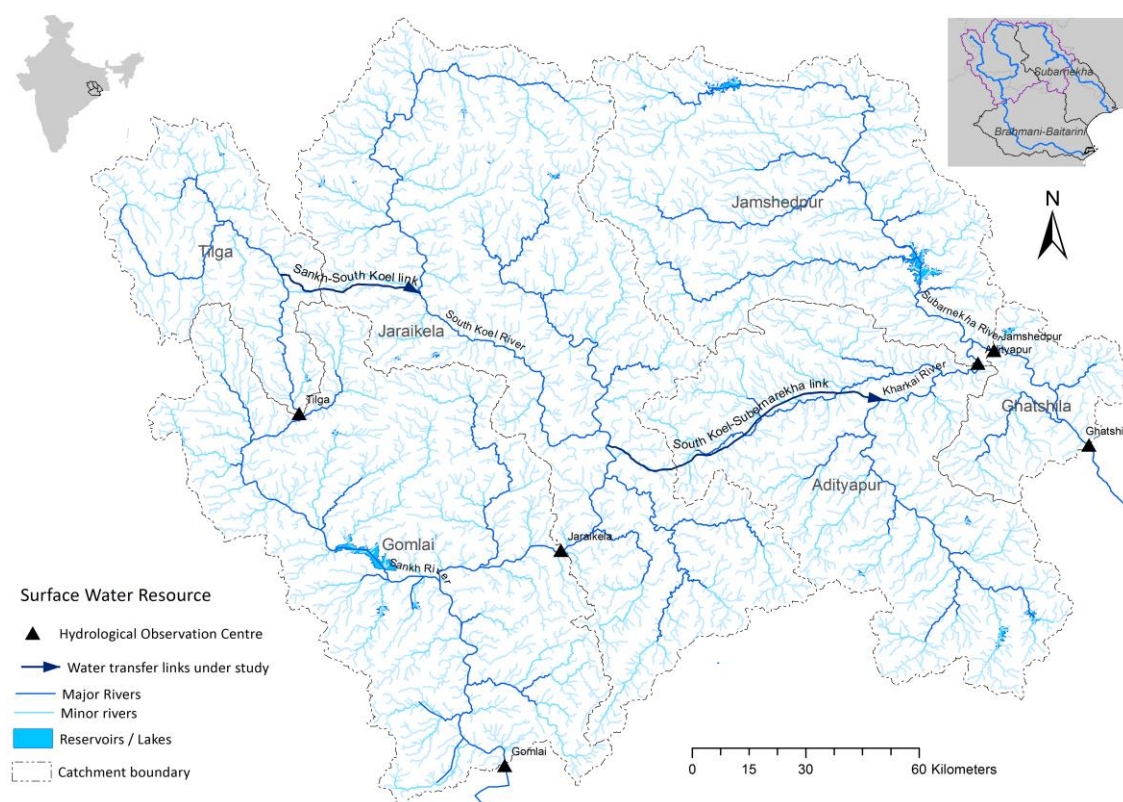 Subarnekha
Brahmani-Baitarini
N
Jamshedpur
Tilga
Sankh-South Koel link
South Koel River
Jaraikela
Subarnekha River
Jamshedpur
Adityapur
Kharkai River
South Koel-Subernarekha link
Tilga
Ghatshila
Ghatshi
Adityapur
Jaraikela
Gomlai
Sankh River
Gomlai
Surface Water Resource
Hydrological Observation Centre
Water transfer links under study
Major Rivers
Minor rivers
Reservoirs / Lakes
Catchment boundary
0 15 30 60 Kilometers